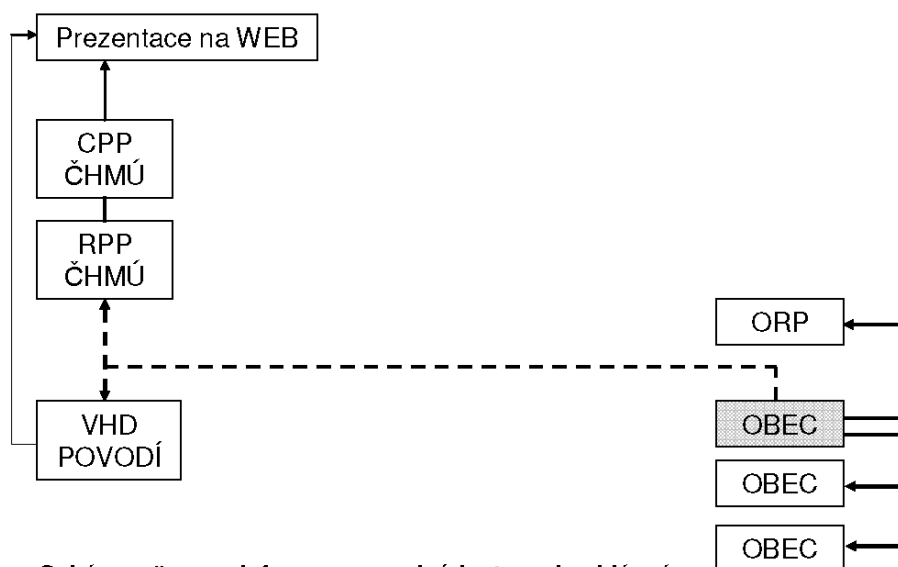 Prezentace na WEB
CPP
ČHMÚ
RPP
ČHMÚ
ORP
VHD
POVODÍ
OBEC
OBEC
OBEC